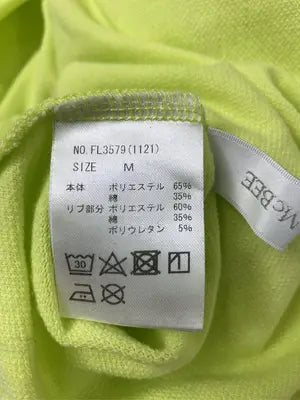 NO. FL3579(1121)
SIZE M
本体 ポリエステル 65%
綿 35%
リブ部分 ポリエステル 60%
綿 35%
ポリウレタン 5%
30
McBEE